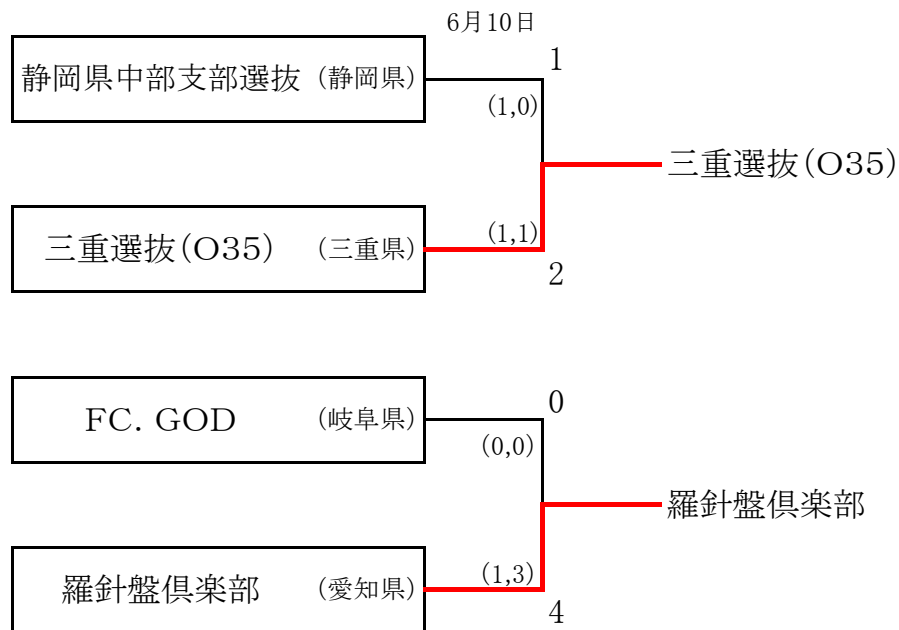 6月10日
1
静岡県中部支部選抜 (静岡県)
(1,0)
三重選抜(O35)
三重選抜(O35) (三重県)
(1,1)
2
0
FC. GOD (岐阜県)
(0,0)
羅針盤倶楽部
羅針盤倶楽部 (愛知県)
(1,3)
4